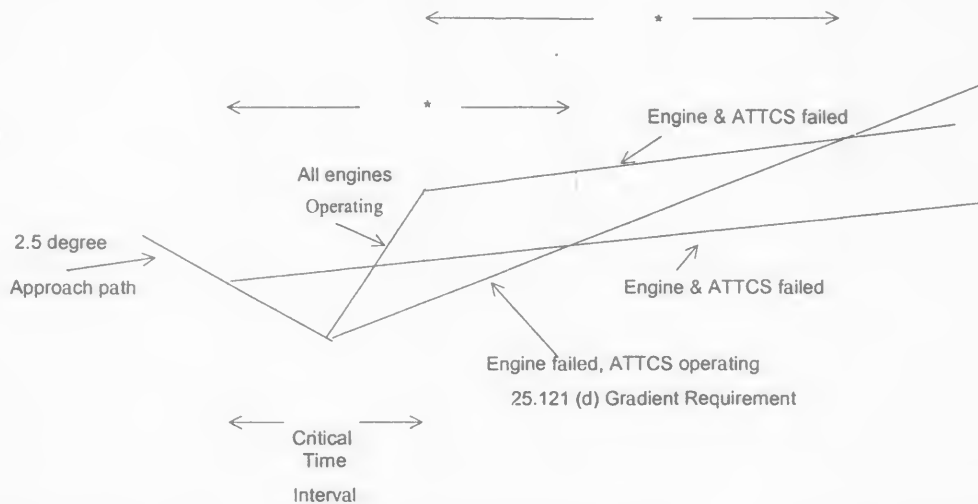 *
*
Engine & ATTCS failed
All engines
Operating
2.5 degree
Approach path
Engine & ATTCS failed
Engine failed, ATTCS operating
25.121 (d) Gradient Requirement
Critical
Time
Interval